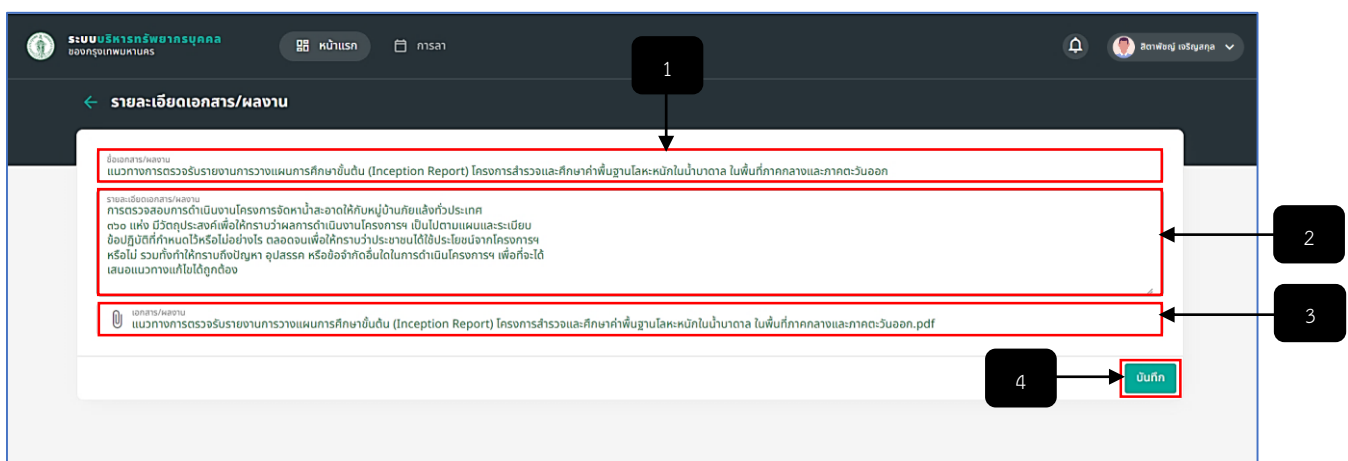 ระบบบริหารทรัพยากรบุคคล
ของกรุงเทพมหานคร
หน้าแรก
การลา
สิตาพัชญ์ เจริญสกุล
1
รายละเอียดเอกสาร/ผลงาน
ชื่อเอกสาร/ผลงาน
แนวทางการตรวจรับรายงานการวางแผนการศึกษาขั้นต้น (Inception Report) โครงการสำรวจและศึกษาค่าพื้นฐานโลหะหนักในน้ำบาดาล ในพื้นที่ภาคกลางและภาคตะวันออก
รายละเอียดเอกสาร/ผลงาน
การตรวจสอบการดำเนินงานโครงการจัดหาน้ำสะอาดให้กับหมู่บ้านภัยแล้งทั่วประเทศ
๓๖๐ แห่ง มีวัตถุประสงค์เพื่อให้ทราบว่าผลการดำเนินงานโครงการฯ เป็นไปตามแผนและระเบียบ
ข้อปฏิบัติที่กำหนดไว้หรือไม่อย่างไร ตลอดจนเพื่อให้ทราบว่าประชาชนได้ใช้ประโยชน์จากโครงการฯ
หรือไม่ รวมทั้งทำให้ทราบถึงปัญหา อุปสรรค หรือข้อจำกัดอื่นใดในการดำเนินโครงการฯ เพื่อที่จะได้
เสนอแนวทางแก้ไขได้ถูกต้อง
2
เอกสาร/ผลงาน
แนวทางการตรวจรับรายงานการวางแผนการศึกษาขั้นต้น (Inception Report) โครงการสำรวจและศึกษาค่าพื้นฐานโลหะหนักในน้ำบาดาล ในพื้นที่ภาคกลางและภาคตะวันออก.pdf
3
4
บันทึก